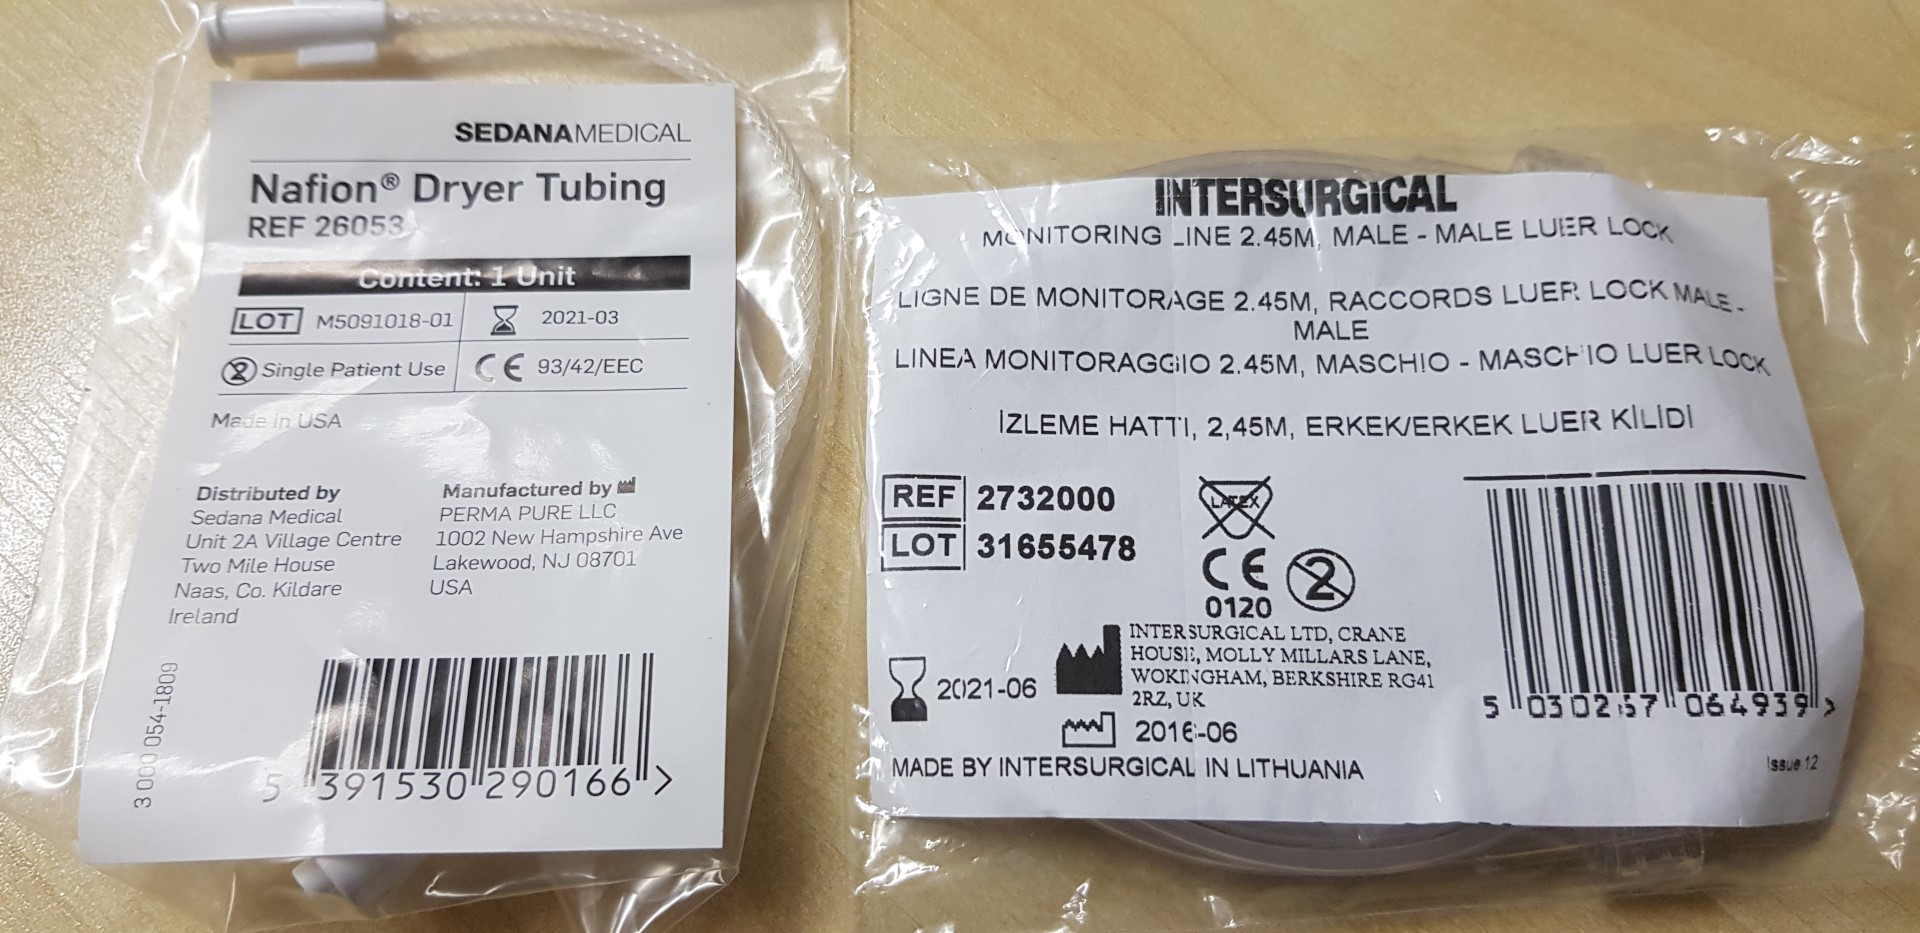 SEDANAMEDICAL
Nafion® Dryer Tubing
REF 26053
Content: 1 Unit
LOT M5091018-01 2021-03
2 Single Patient Use CE 93/42/EEC
Made in USA
Distributed by
Sedana Medical
Unit 2A Village Centre
Two Mile House
Naas, Co. Kildare
Ireland
Manufactured by
PERMA PURE LLC
1002 New Hampshire Ave
Lakewood, NJ 08701
USA
3000 054-1809
5 391530 290166 >
INTERSURGICAL
MONITORING LINE 2.45M, MALE - MALE LUER LOCK
LIGNE DE MONITORAGE 2.45M, RACCORDS LUER LOCK MALE -
MALE
LINEA MONITORAGGIO 2.45M, MASCHIO - MASCHIO LUER LOCK
İZLEME HATTI, 2,45M, ERKEK/ERKEK LUER KİLİDİ
REF 2732000
LOT 31655478
LATEX
CE
0120
2
INTERSURGICAL LTD, CRANE
HOUSE, MOLLY MILLARS LANE,
WOKINGHAM, BERKSHIRE RG41
2RZ, UK
2021-06
2016-06
MADE BY INTERSURGICAL IN LITHUANIA
5 030267 064939 >
Issue 12